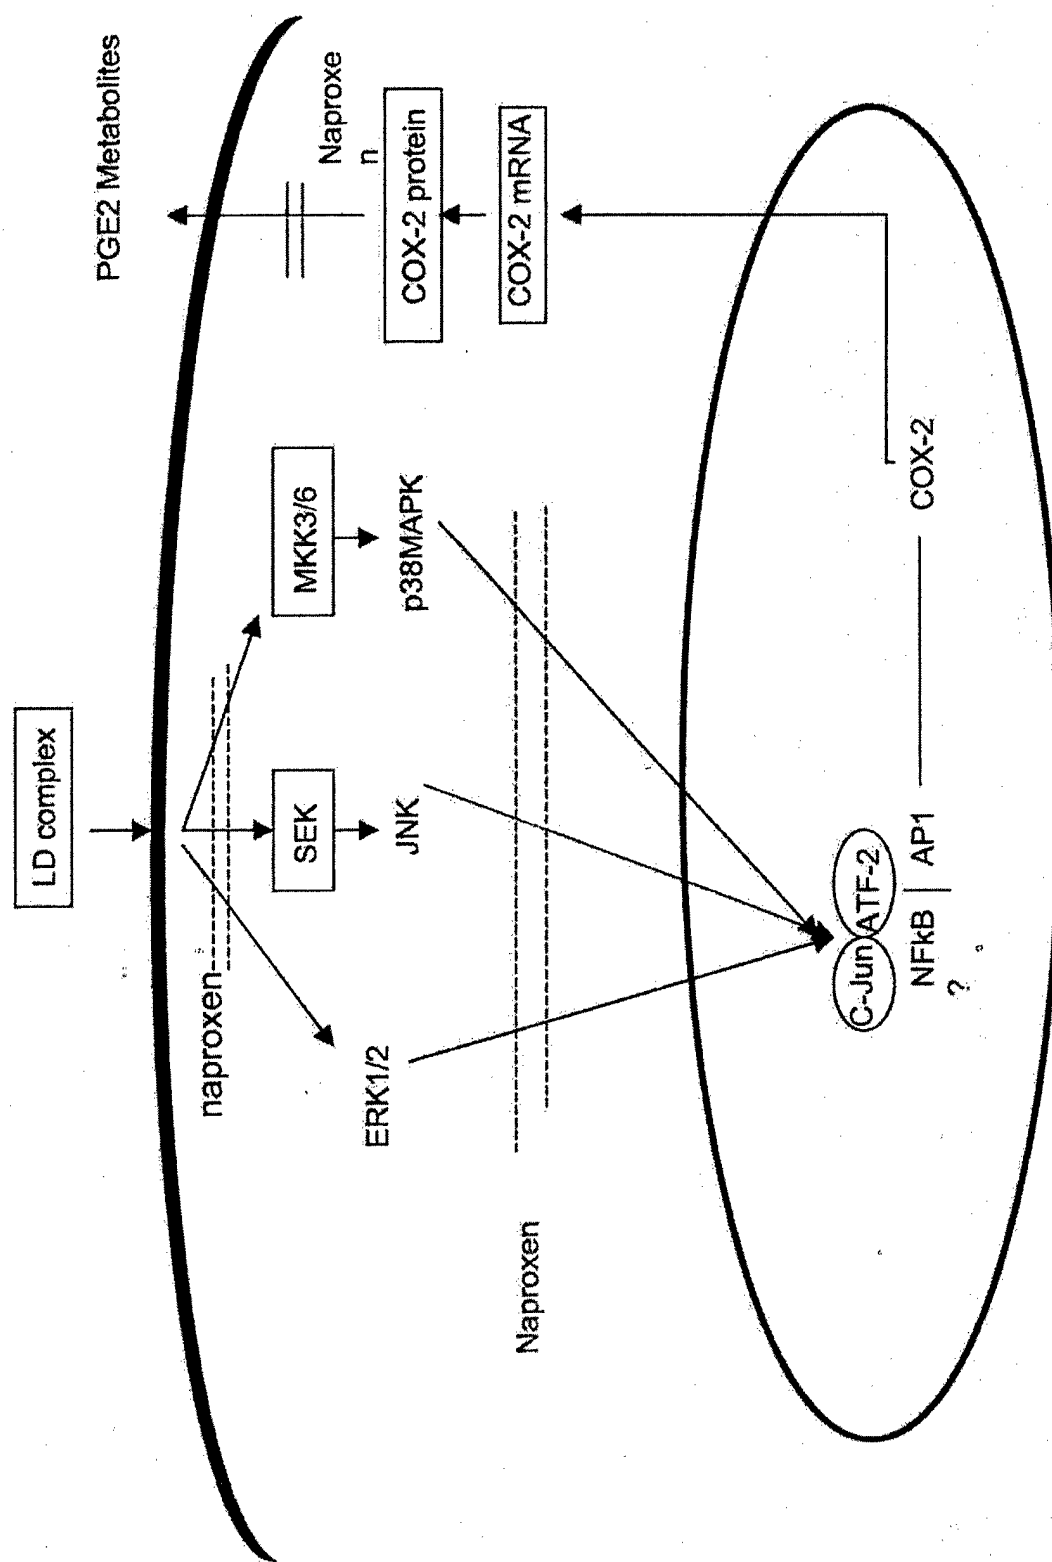 LD complex
PGE2 Metabolites
naproxen
SEK
MKK3/6
Naproxe
n
ERK1/2
JNK
p38MAPK
COX-2 protein
COX-2 mRNA
Naproxen
C-Jun
ATF-2
NFkB
AP1
COX-2
?